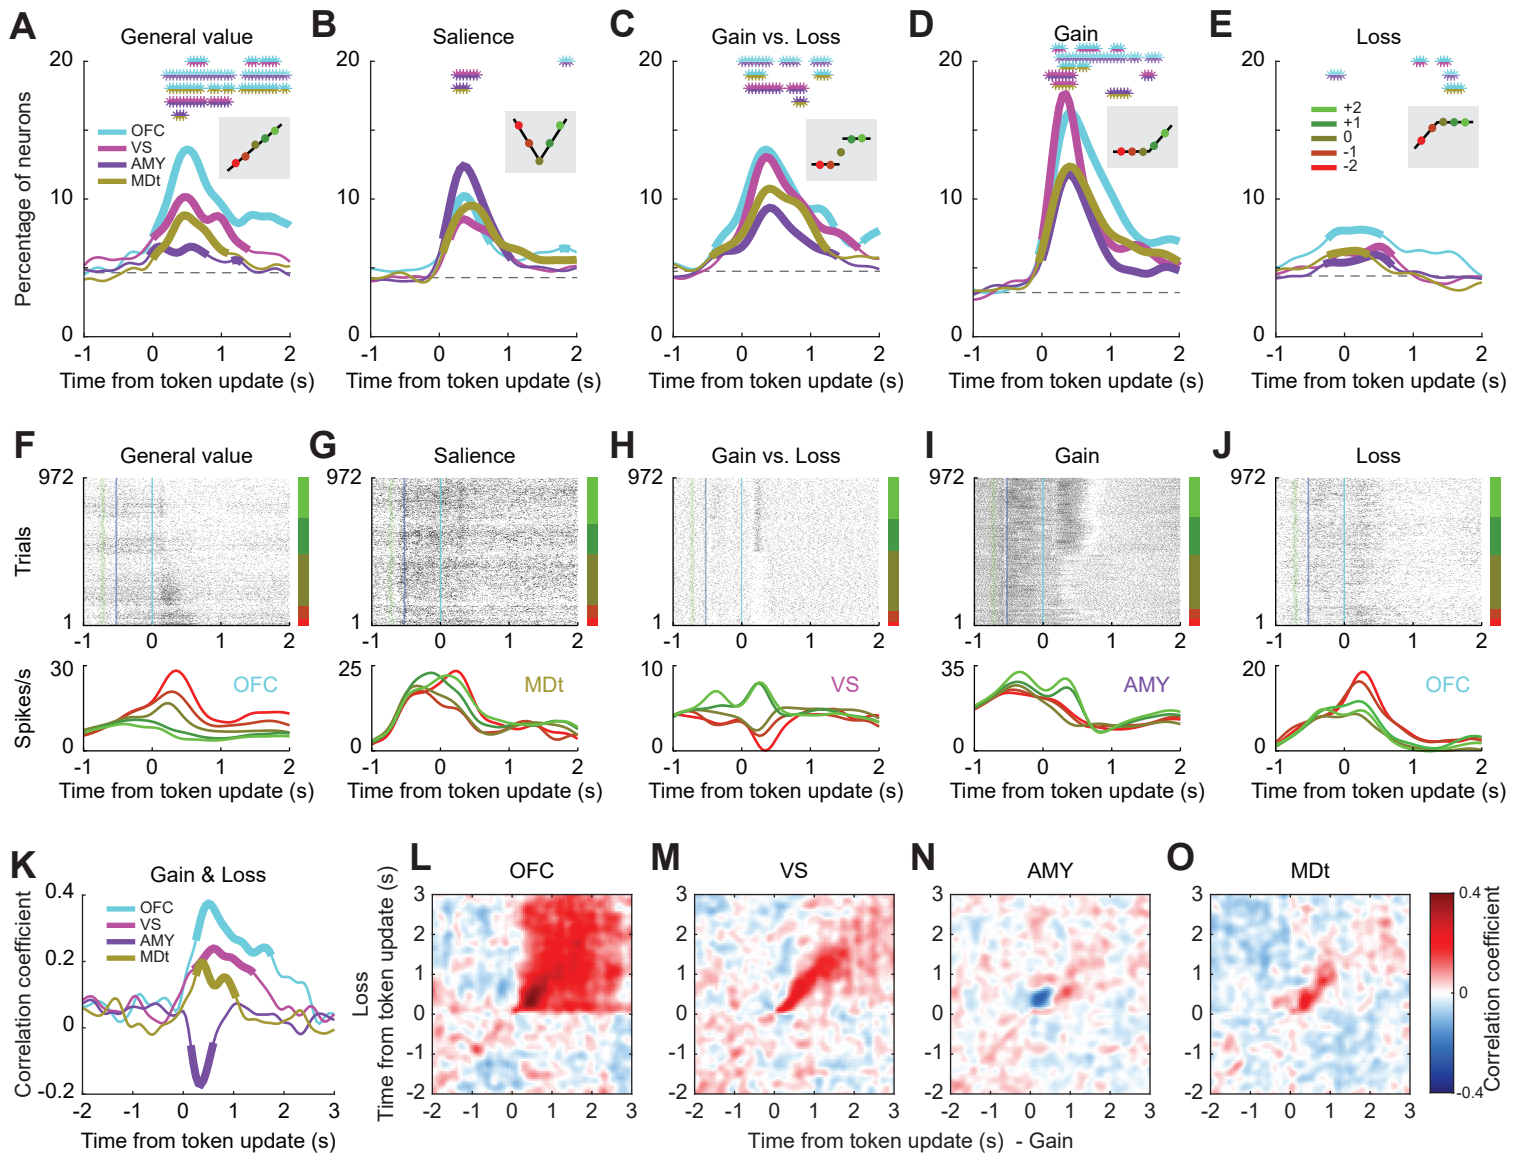 A
General value
B
Salience
C
Gain vs. Loss
D
Gain
E
Loss
Percentage of neurons
20
10
0
OFC
VS
AMY
MDt
-1 0 1 2
Time from token update (s)
20
10
0
-1 0 1 2
Time from token update (s)
20
10
0
-1 0 1 2
Time from token update (s)
20
10
0
-1 0 1 2
Time from token update (s)
20
10
0
+2
+1
0
-1
-2
-1 0 1 2
Time from token update (s)
F
General value
G
Salience
H
Gain vs. Loss
I
Gain
J
Loss
Trials
972
1
-1 0 1 2
972
1
-1 0 1 2
972
1
-1 0 1 2
972
1
-1 0 1 2
972
1
-1 0 1 2
Spikes/s
30
0
OFC
-1 0 1 2
Time from token update (s)
25
0
MDt
-1 0 1 2
Time from token update (s)
10
0
VS
-1 0 1 2
Time from token update (s)
35
0
AMY
-1 0 1 2
Time from token update (s)
20
0
OFC
-1 0 1 2
Time from token update (s)
K
Gain & Loss
Correlation coefficient
0.4
0.2
0
-0.2
OFC
VS
AMY
MDt
-2 -1 0 1 2 3
Time from token update (s)
L
OFC
Loss
Time from token update (s)
3
2
1
0
-1
-2
-2 -1 0 1 2 3
M
VS
3
2
1
0
-1
-2
-2 -1 0 1 2 3
N
AMY
3
2
1
0
-1
-2
-2 -1 0 1 2 3
O
MDt
3
2
1
0
-1
-2
-2 -1 0 1 2 3
0.4
0
-0.4
Correlation coefficient
Time from token update (s) - Gain